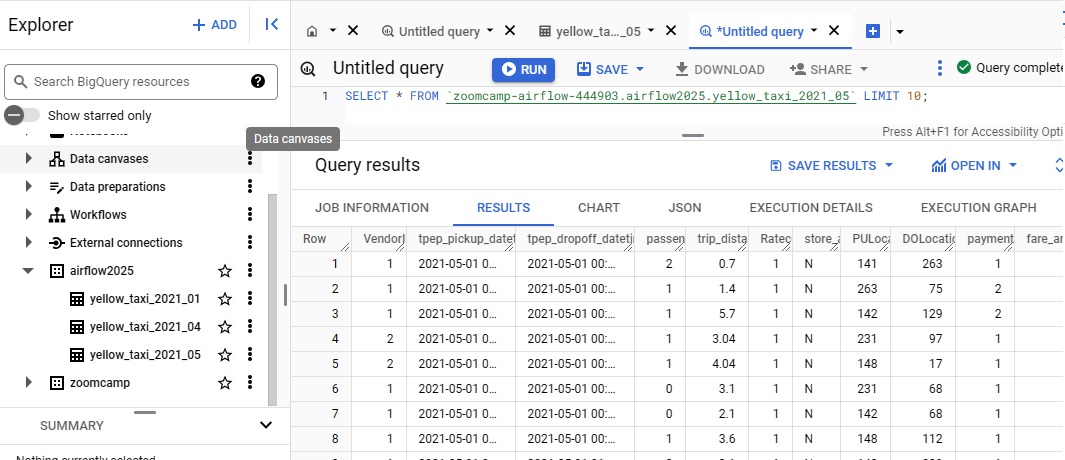 Explorer
+ ADD
Search BigQuery resources
Show starred only
Notebooks
Data canvases
Data canvases
Data preparations
Workflows
External connections
airflow2025
yellow_taxi_2021_01
yellow_taxi_2021_04
yellow_taxi_2021_05
zoomcamp
SUMMARY
Nothing currently selected
Untitled query
yellow_ta..._05
*Untitled query
Untitled query
RUN
SAVE
DOWNLOAD
SHARE
Query complete
1 SELECT * FROM `zoomcamp-airflow-444903.airflow2025.yellow_taxi_2021_05` LIMIT 10;
Press Alt+F1 for Accessibility Opti
Query results
SAVE RESULTS
OPEN IN
JOB INFORMATION RESULTS CHART JSON EXECUTION DETAILS EXECUTION GRAPH
Row VendorI tpep_pickup_datet tpep_dropoff_dateti passen trip_dista Ratec store_a PULoca DOLocatic payment fare_an
1 1 2021-05-01 0... 2021-05-01 00:... 2 0.7 1 N 141 263 1
2 1 2021-05-01 0... 2021-05-01 00:... 1 1.4 1 N 263 75 2
3 1 2021-05-01 0... 2021-05-01 00:... 1 5.7 1 N 142 129 2
4 2 2021-05-01 0... 2021-05-01 00:... 1 3.04 1 N 231 97 1
5 2 2021-05-01 0... 2021-05-01 00:... 1 4.04 1 N 148 17 1
6 1 2021-05-01 0... 2021-05-01 00:... 0 3.1 1 N 231 68 1
7 1 2021-05-01 0... 2021-05-01 00:... 0 2.1 1 N 142 68 1
8 1 2021-05-01 0... 2021-05-01 00:... 1 3.6 1 N 148 112 1